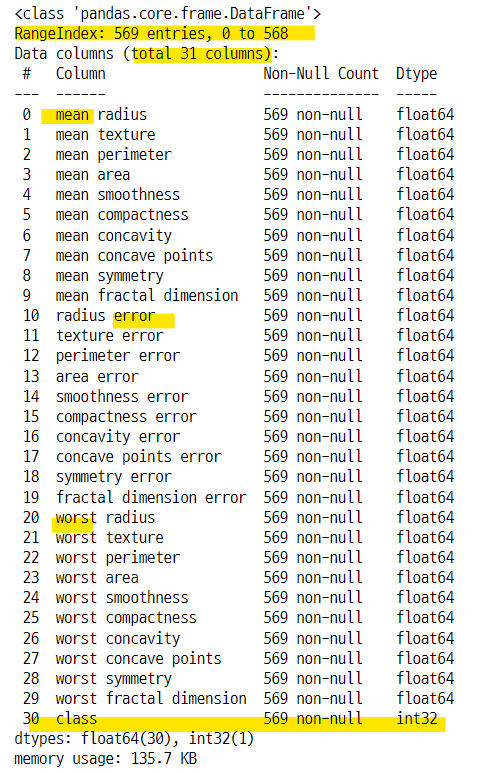 <class 'pandas.core.frame.DataFrame'>
RangeIndex: 569 entries, 0 to 568
Data columns (total 31 columns):
 #   Column                   Non-Null Count  Dtype
---  ------                   --------------  -----
 0   mean radius              569 non-null    float64
 1   mean texture             569 non-null    float64
 2   mean perimeter           569 non-null    float64
 3   mean area                569 non-null    float64
 4   mean smoothness          569 non-null    float64
 5   mean compactness         569 non-null    float64
 6   mean concavity           569 non-null    float64
 7   mean concave points      569 non-null    float64
 8   mean symmetry            569 non-null    float64
 9   mean fractal dimension   569 non-null    float64
 10  radius error             569 non-null    float64
 11  texture error            569 non-null    float64
 12  perimeter error          569 non-null    float64
 13  area error               569 non-null    float64
 14  smoothness error         569 non-null    float64
 15  compactness error        569 non-null    float64
 16  concavity error          569 non-null    float64
 17  concave points error     569 non-null    float64
 18  symmetry error           569 non-null    float64
 19  fractal dimension error  569 non-null    float64
 20  worst radius             569 non-null    float64
 21  worst texture            569 non-null    float64
 22  worst perimeter          569 non-null    float64
 23  worst area               569 non-null    float64
 24  worst smoothness         569 non-null    float64
 25  worst compactness        569 non-null    float64
 26  worst concavity          569 non-null    float64
 27  worst concave points     569 non-null    float64
 28  worst symmetry           569 non-null    float64
 29  worst fractal dimension  569 non-null    float64
 30  class                    569 non-null    int32
dtypes: float64(30), int32(1)
memory usage: 135.7 KB